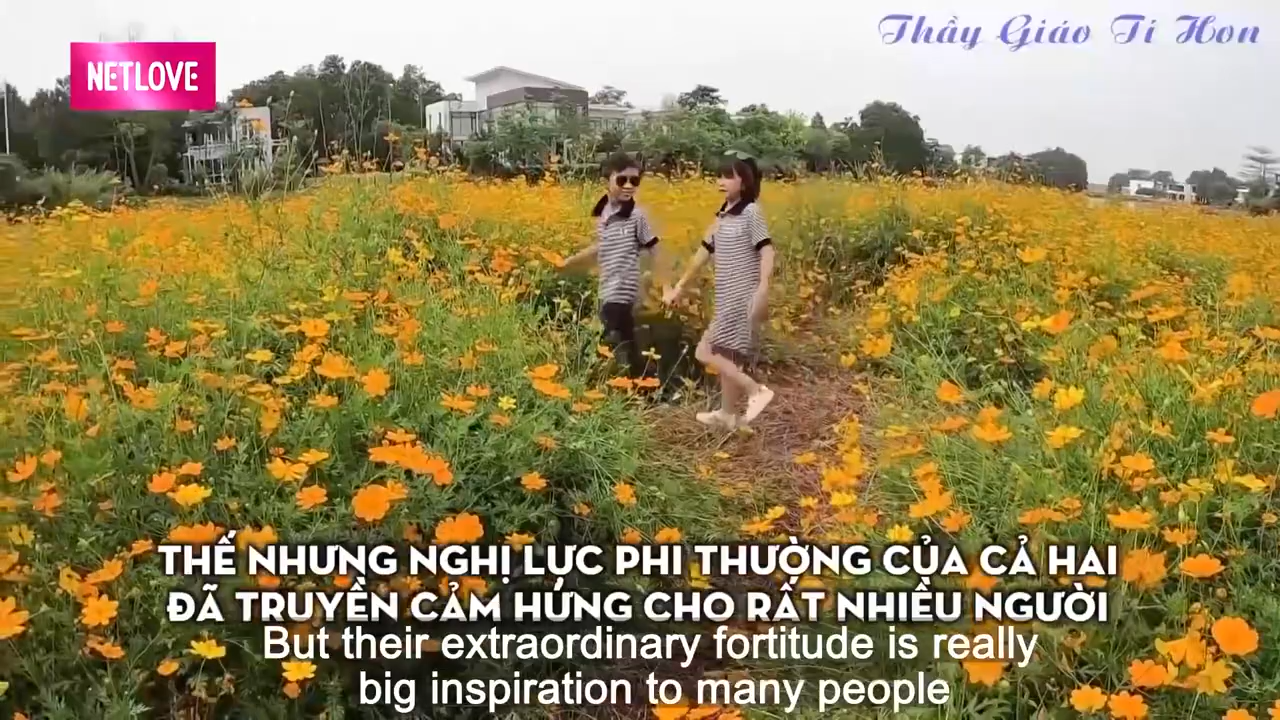 Thầy Giáo Tí Hon
NETLOVE
THẾ NHƯNG NGHỊ LỰC PHI THƯỜNG CỦA CẢ HAI
ĐÃ TRUYỀN CẢM HỨNG CHO RẤT NHIỀU NGƯỜI
But their extraordinary fortitude is really
big inspiration to many people